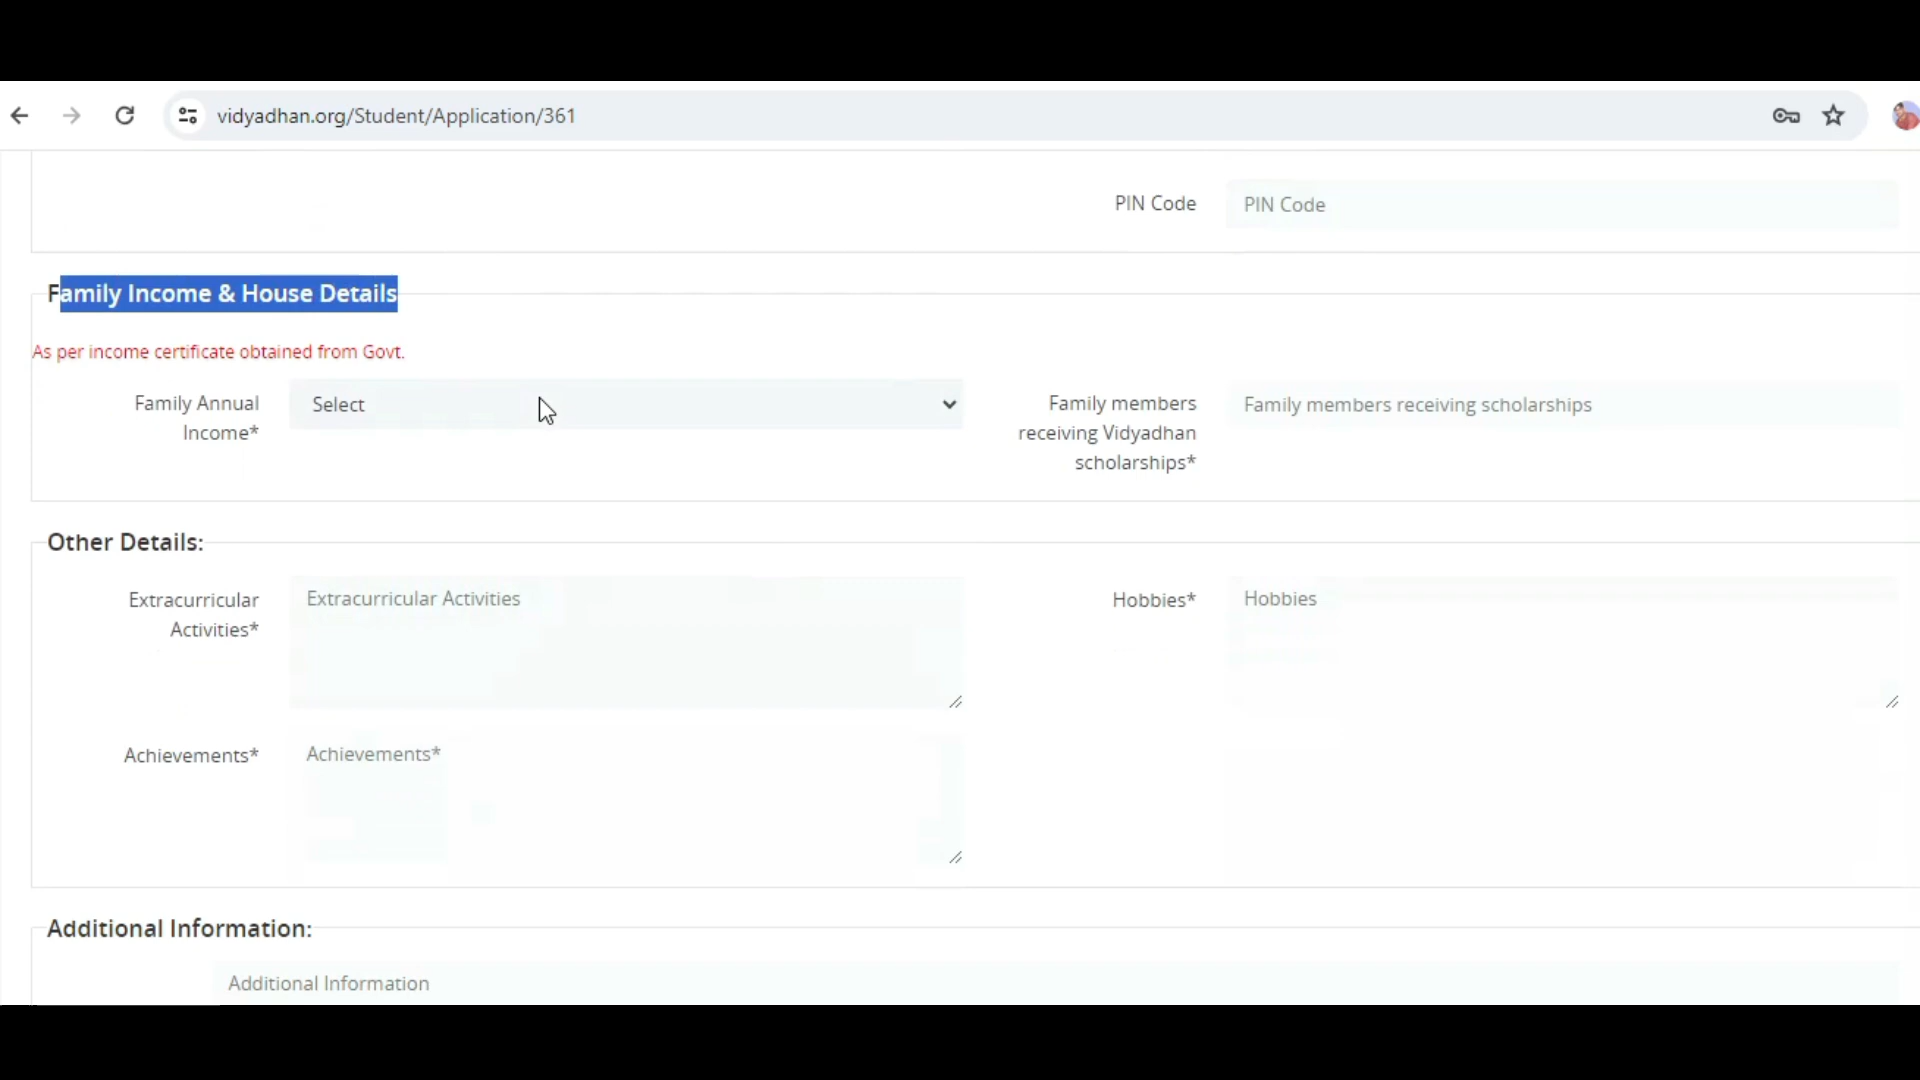 vidyadhan.org/Student/Application/361
PIN Code
PIN Code
Family Income & House Details
As per income certificate obtained from Govt.
Family Annual
Income*
Select
Family members
receiving Vidyadhan
scholarships*
Family members receiving scholarships
Other Details:
Extracurricular
Activities*
Extracurricular Activities
Hobbies*
Hobbies
Achievements*
Achievements*
Additional Information:
Additional Information